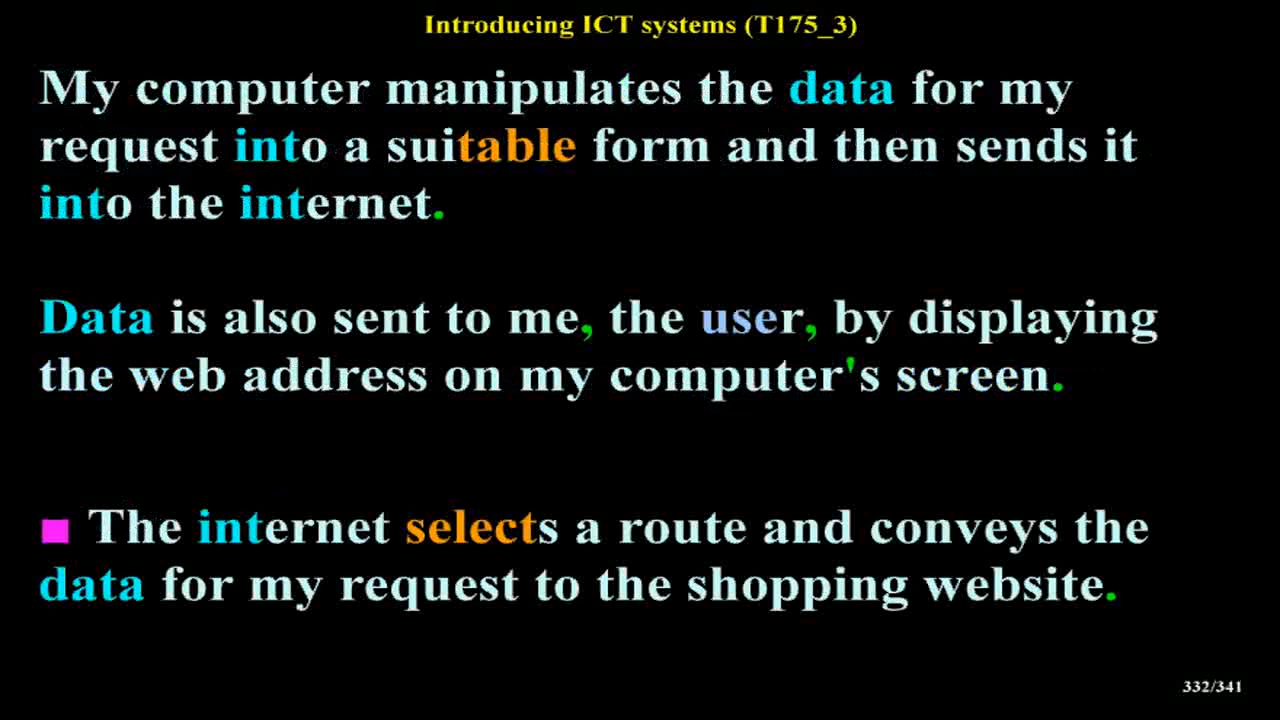 Introducing ICT systems (T175_3)
My computer manipulates the data for my
request into a suitable form and then sends it
into the internet.
Data is also sent to me, the user, by displaying
the web address on my computer's screen.
■ The internet selects a route and conveys the
data for my request to the shopping website.
332/341